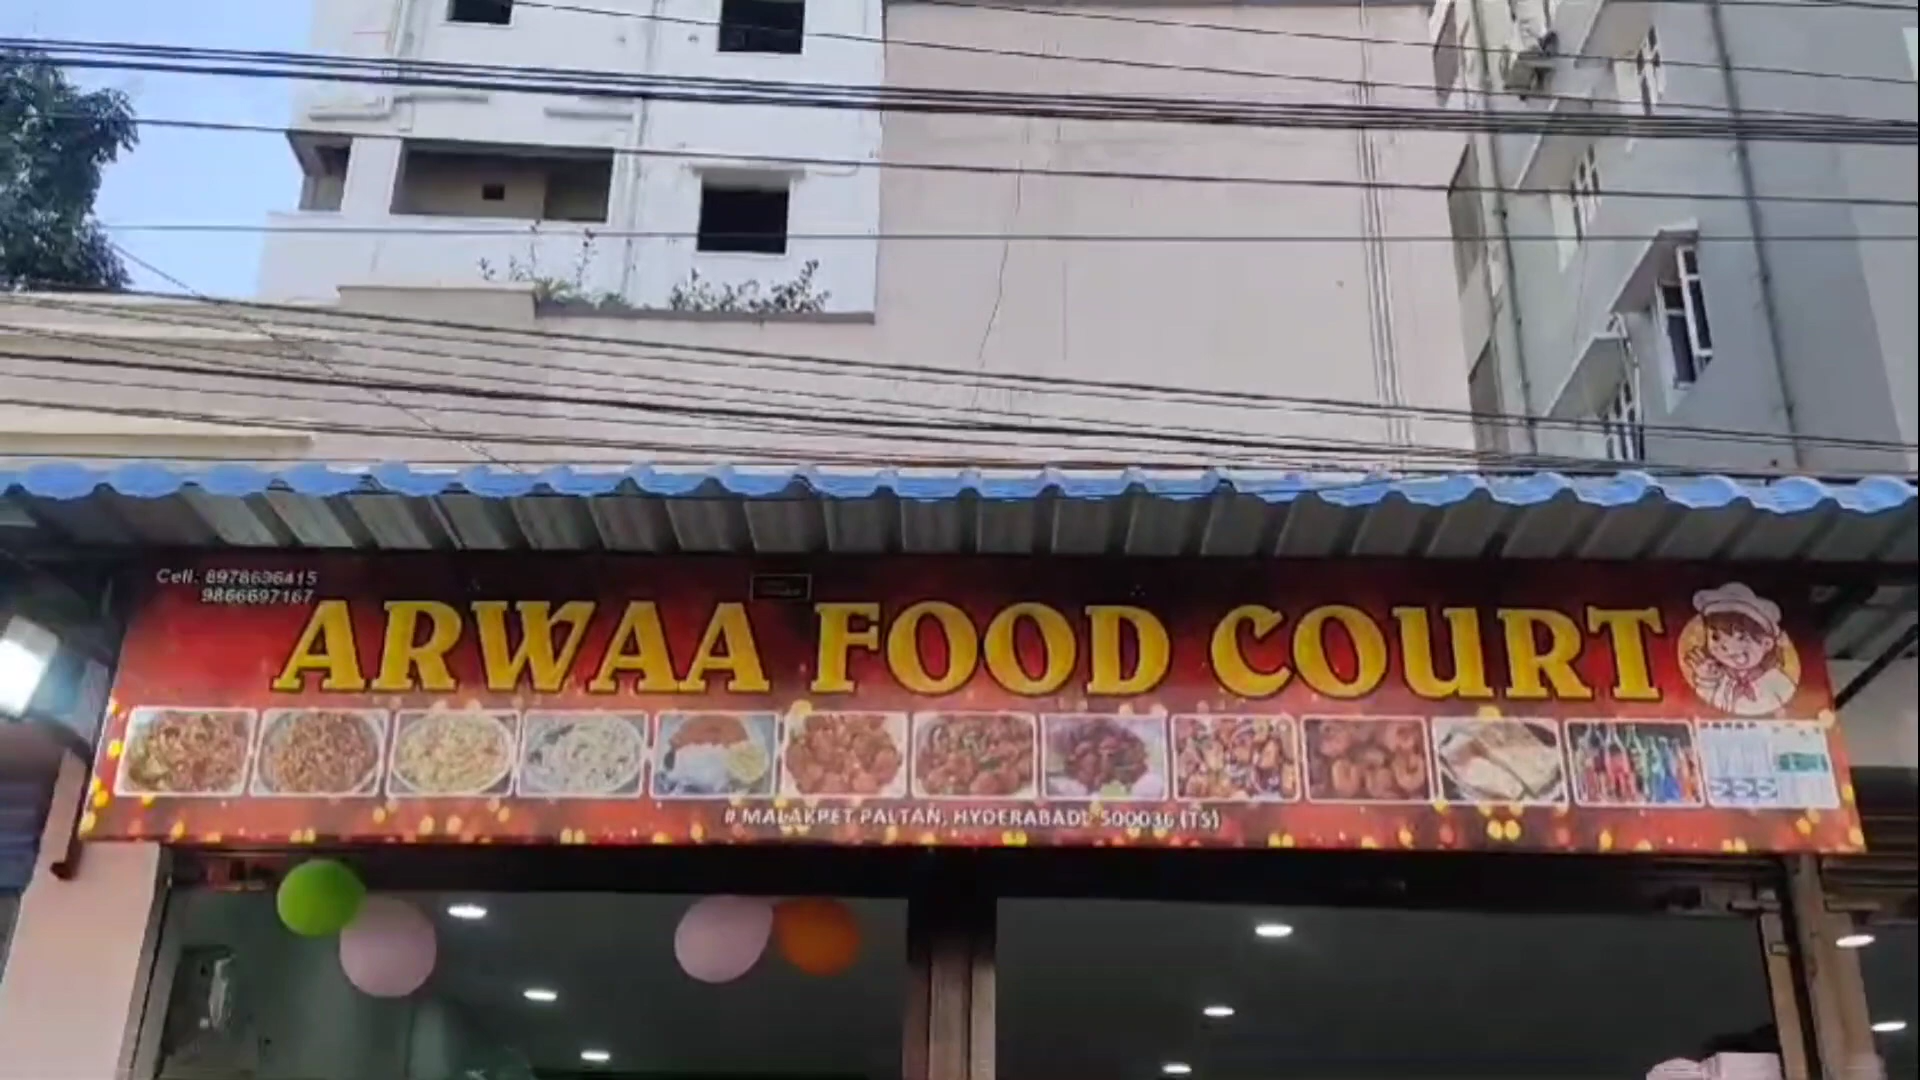 Cell: 8978636415
9866697167
ARWAA FOOD COURT
# MALAKPET PALTAN, HYDERABAD- 500036 (TS)